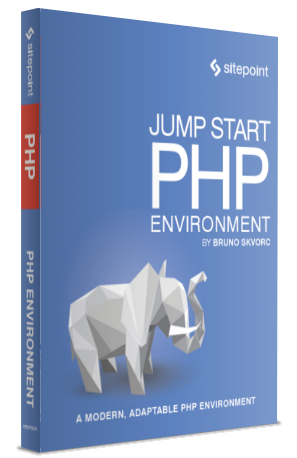 sitepoint
JUMP START
PHP
ENVIRONMENT
BY BRUNO SKVORC
A MODERN, ADAPTABLE PHP ENVIRONMENT
sitepoint
PHP
PHP ENVIRONMENT